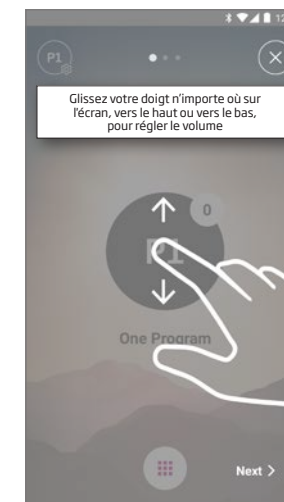 12
P1
Glissez votre doigt n'importe où sur
l'écran, vers le haut ou vers le bas,
pour régler le volume
0
P1
One Program
Next >